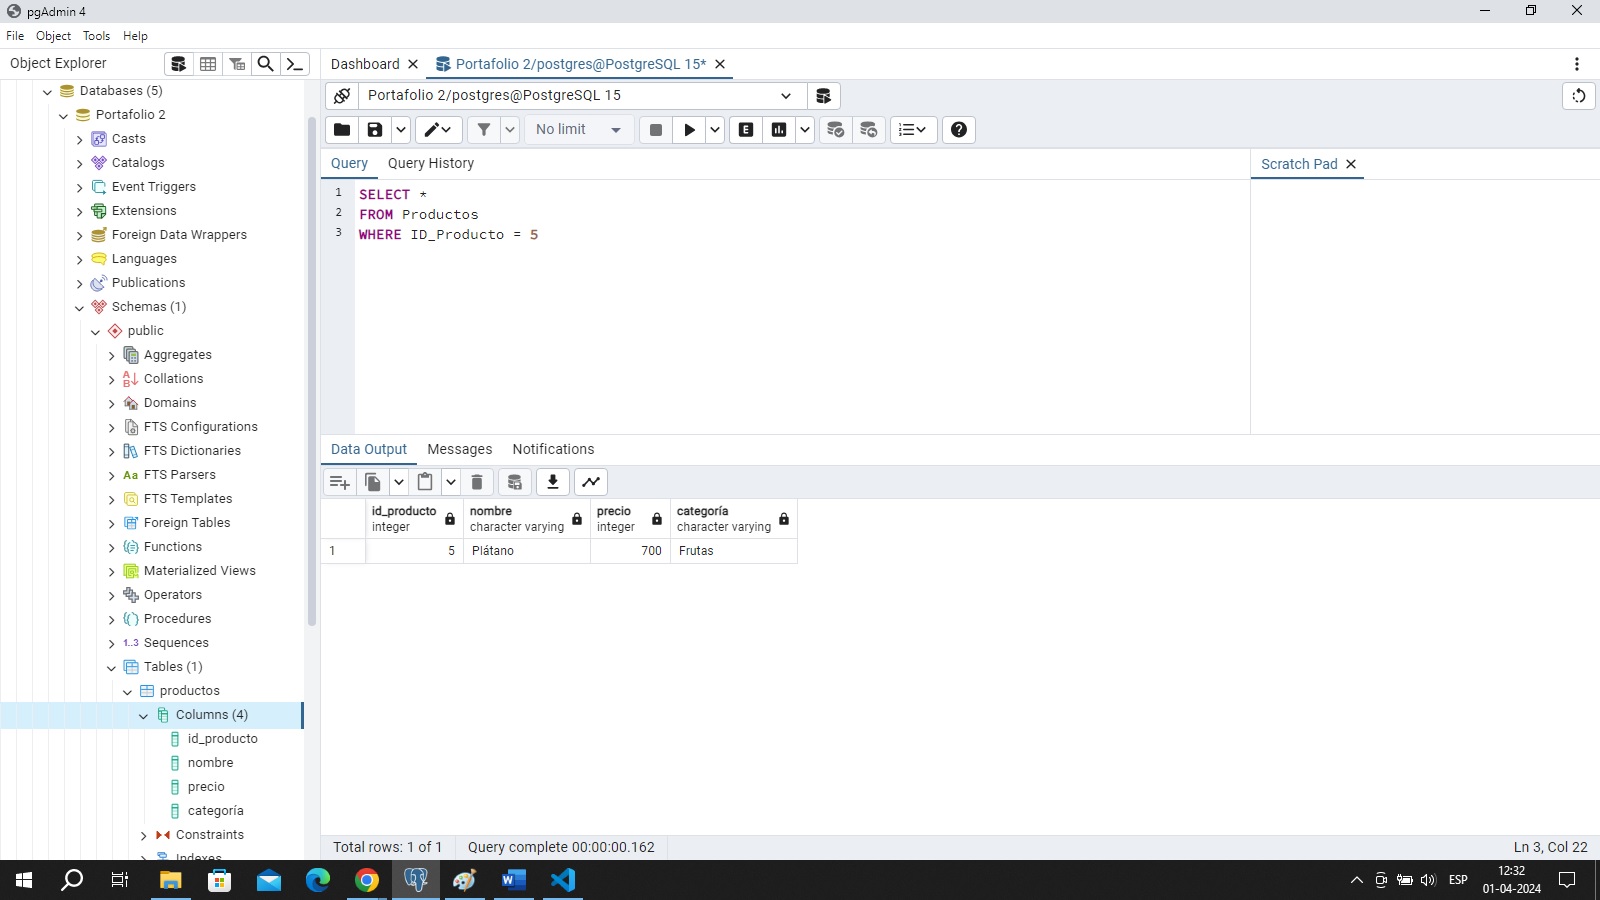 pgAdmin 4
File Object Tools Help
Object Explorer
Dashboard
Portafolio 2/postgres@PostgreSQL 15*
Databases (5)
Portafolio 2
Casts
Catalogs
Event Triggers
Extensions
Foreign Data Wrappers
Languages
Publications
Schemas (1)
public
Aggregates
Collations
Domains
FTS Configurations
FTS Dictionaries
Aa FTS Parsers
FTS Templates
Foreign Tables
Functions
Materialized Views
Operators
Procedures
1..3 Sequences
Tables (1)
productos
Columns (4)
id_producto
nombre
precio
categoría
Constraints
Indexes
Portafolio 2/postgres@PostgreSQL 15
No limit
E
Query Query History
Scratch Pad
1 SELECT *
2 FROM Productos
3 WHERE ID_Producto = 5
Data Output Messages Notifications
id_producto nombre precio categoría
integer character varying integer character varying
1 5 Plátano 700 Frutas
Total rows: 1 of 1 Query complete 00:00:00.162 Ln 3, Col 22
ESP
12:32
01-04-2024